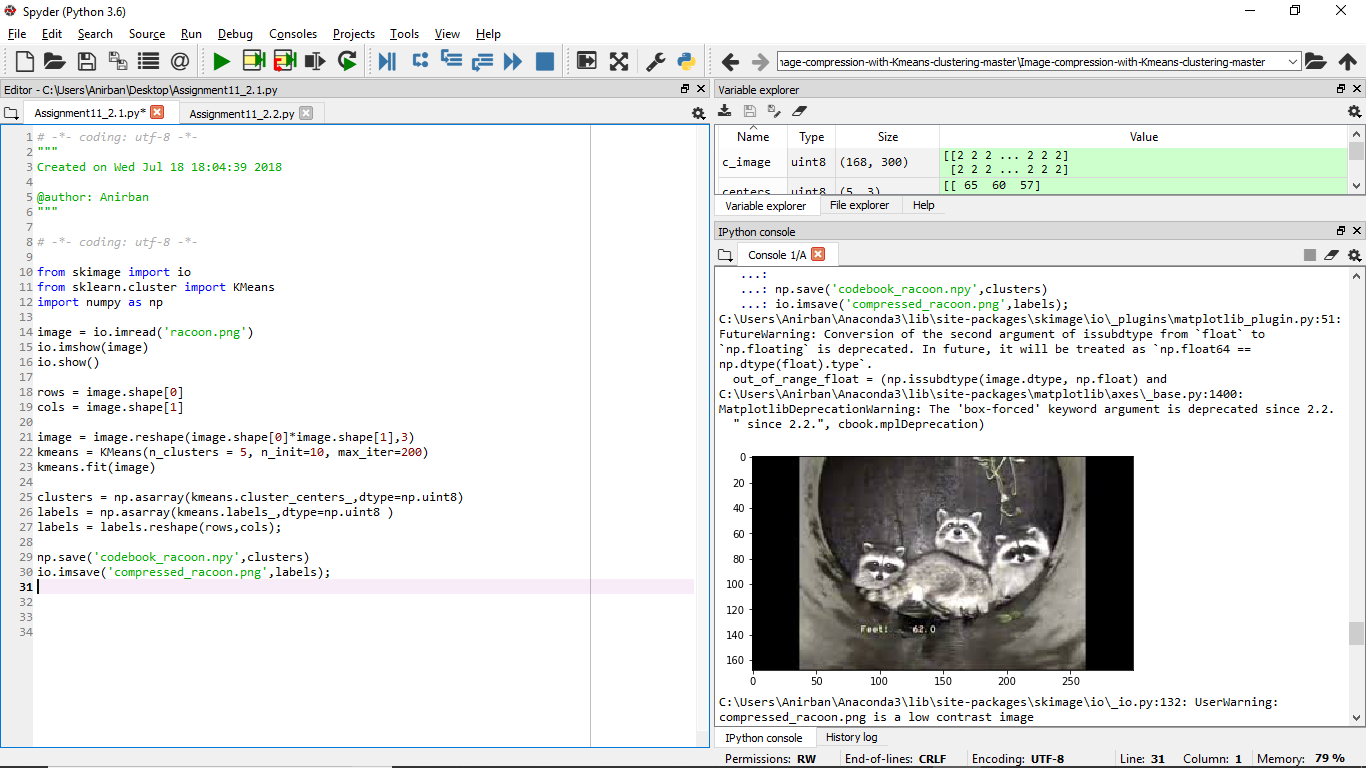 Spyder (Python 3.6)
File Edit Search Source Run Debug Consoles Projects Tools View Help
nage-compression-with-Kmeans-clustering-master\Image-compression-with-Kmeans-clustering-master
Editor - C:\Users\Anirban\Desktop\Assignment11_2.1.py
Assignment11_2.1.py* Assignment11_2.2.py
1 # -*- coding: utf-8 -*-
2 """
3 Created on Wed Jul 18 18:04:39 2018
4
5 @author: Anirban
6 """
7
8 # -*- coding: utf-8 -*-
9
10 from skimage import io
11 from sklearn.cluster import KMeans
12 import numpy as np
13
14 image = io.imread('racoon.png')
15 io.imshow(image)
16 io.show()
17
18 rows = image.shape[0]
19 cols = image.shape[1]
20
21 image = image.reshape(image.shape[0]*image.shape[1],3)
22 kmeans = KMeans(n_clusters = 5, n_init=10, max_iter=200)
23 kmeans.fit(image)
24
25 clusters = np.asarray(kmeans.cluster_centers_,dtype=np.uint8)
26 labels = np.asarray(kmeans.labels_,dtype=np.uint8 )
27 labels = labels.reshape(rows,cols);
28
29 np.save('codebook_racoon.npy',clusters)
30 io.imsave('compressed_racoon.png',labels);
31
32
33
34
Variable explorer
Name Type Size Value
c_image uint8 (168, 300) [[2 2 2 ... 2 2 2]
[2 2 2 ... 2 2 2]
centers uint8 (5, 3) [[ 65 60 57]
Variable explorer File explorer Help
IPython console
Console 1/A
...:
...: np.save('codebook_racoon.npy',clusters)
...: io.imsave('compressed_racoon.png',labels);
C:\Users\Anirban\Anaconda3\lib\site-packages\skimage\io\_plugins\matplotlib_plugin.py:51:
FutureWarning: Conversion of the second argument of issubdtype from `float` to
`np.floating` is deprecated. In future, it will be treated as `np.float64 ==
np.dtype(float).type`.
out_of_range_float = (np.issubdtype(image.dtype, np.float) and
C:\Users\Anirban\Anaconda3\lib\site-packages\matplotlib\axes\_base.py:1400:
MatplotlibDeprecationWarning: The 'box-forced' keyword argument is deprecated since 2.2.
" since 2.2.", cbook.mplDeprecation)
0
20
40
60
80
100
120
140
160
Feet: 62.0
0 50 100 150 200 250
C:\Users\Anirban\Anaconda3\lib\site-packages\skimage\io\_io.py:132: UserWarning:
compressed_racoon.png is a low contrast image
IPython console History log
Permissions: RW End-of-lines: CRLF Encoding: UTF-8 Line: 31 Column: 1 Memory: 79 %